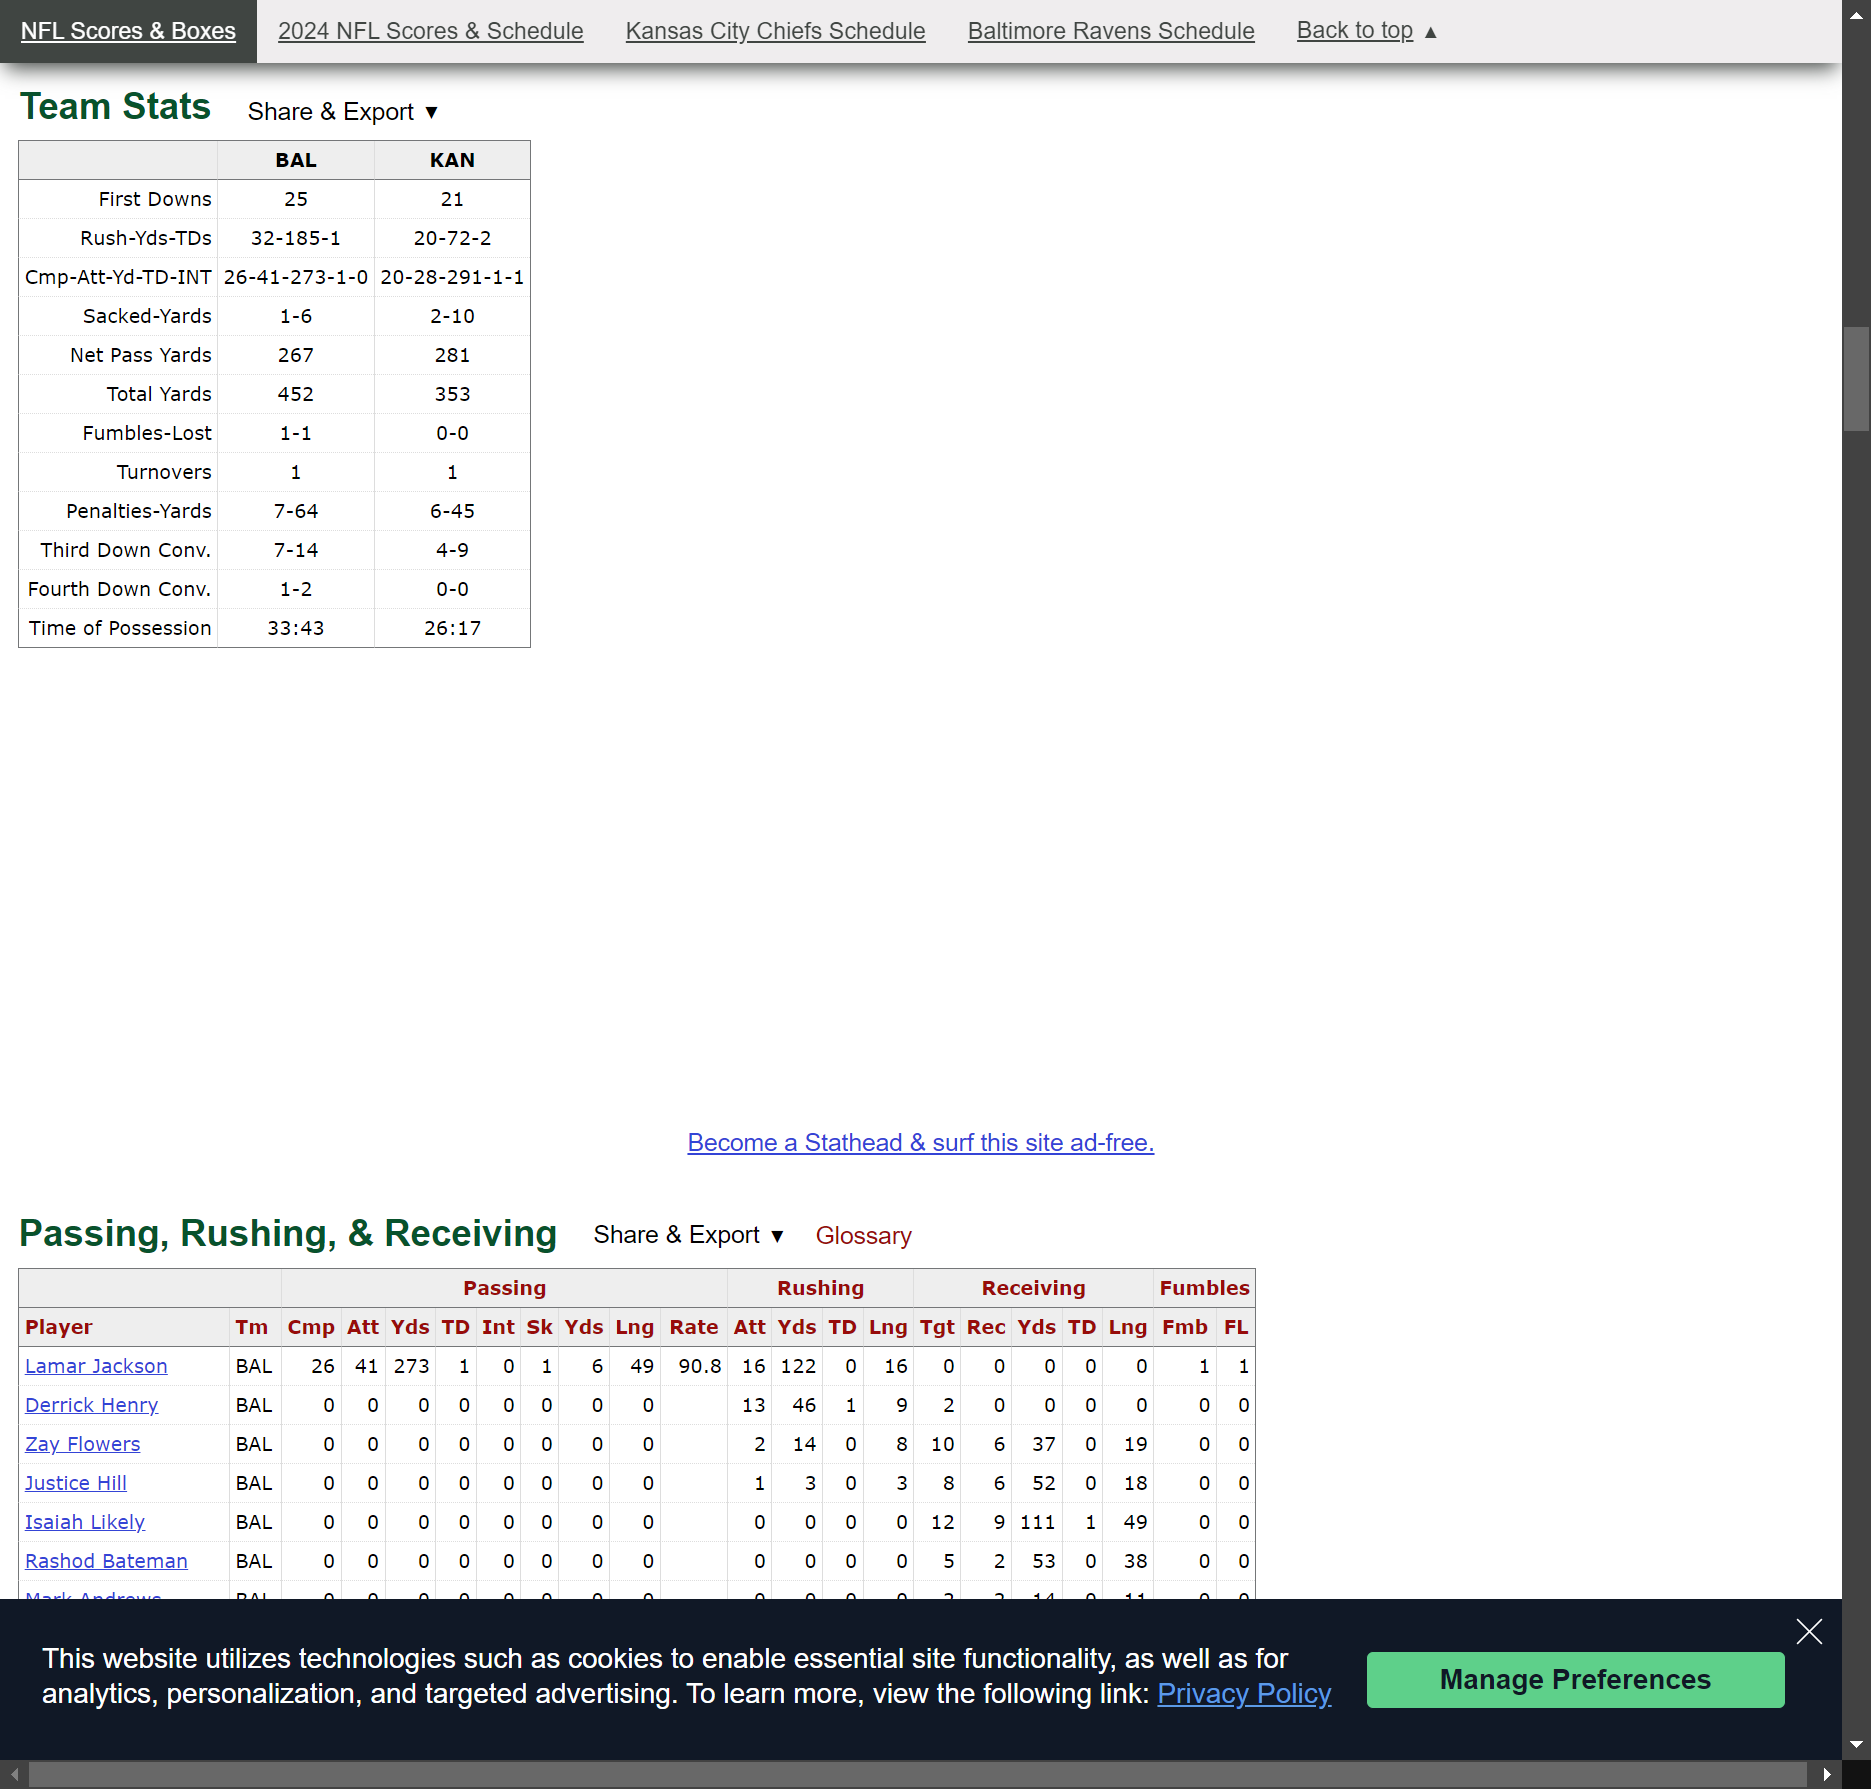 NFL Scores & Boxes 2024 NFL Scores & Schedule Kansas City Chiefs Schedule Baltimore Ravens Schedule Back to top ▲
Team Stats Share & Export ▼
BAL KAN
First Downs 25 21
Rush-Yds-TDs 32-185-1 20-72-2
Cmp-Att-Yd-TD-INT 26-41-273-1-0 20-28-291-1-1
Sacked-Yards 1-6 2-10
Net Pass Yards 267 281
Total Yards 452 353
Fumbles-Lost 1-1 0-0
Turnovers 1 1
Penalties-Yards 7-64 6-45
Third Down Conv. 7-14 4-9
Fourth Down Conv. 1-2 0-0
Time of Possession 33:43 26:17
Become a Stathead & surf this site ad-free.
Passing, Rushing, & Receiving Share & Export ▼ Glossary
Passing Rushing Receiving Fumbles
Player Tm Cmp Att Yds TD Int Sk Yds Lng Rate Att Yds TD Lng Tgt Rec Yds TD Lng Fmb FL
Lamar Jackson BAL 26 41 273 1 0 1 6 49 90.8 16 122 0 16 0 0 0 0 0 1 1
Derrick Henry BAL 0 0 0 0 0 0 0 0 13 46 1 9 2 0 0 0 0 0 0
Zay Flowers BAL 0 0 0 0 0 0 0 0 2 14 0 8 10 6 37 0 19 0 0
Justice Hill BAL 0 0 0 0 0 0 0 0 1 3 0 3 8 6 52 0 18 0 0
Isaiah Likely BAL 0 0 0 0 0 0 0 0 0 0 0 0 12 9 111 1 49 0 0
Rashod Bateman BAL 0 0 0 0 0 0 0 0 0 0 0 0 5 2 53 0 38 0 0
Mark Andrews BAL
This website utilizes technologies such as cookies to enable essential site functionality, as well as for
analytics, personalization, and targeted advertising. To learn more, view the following link: Privacy Policy
Manage Preferences